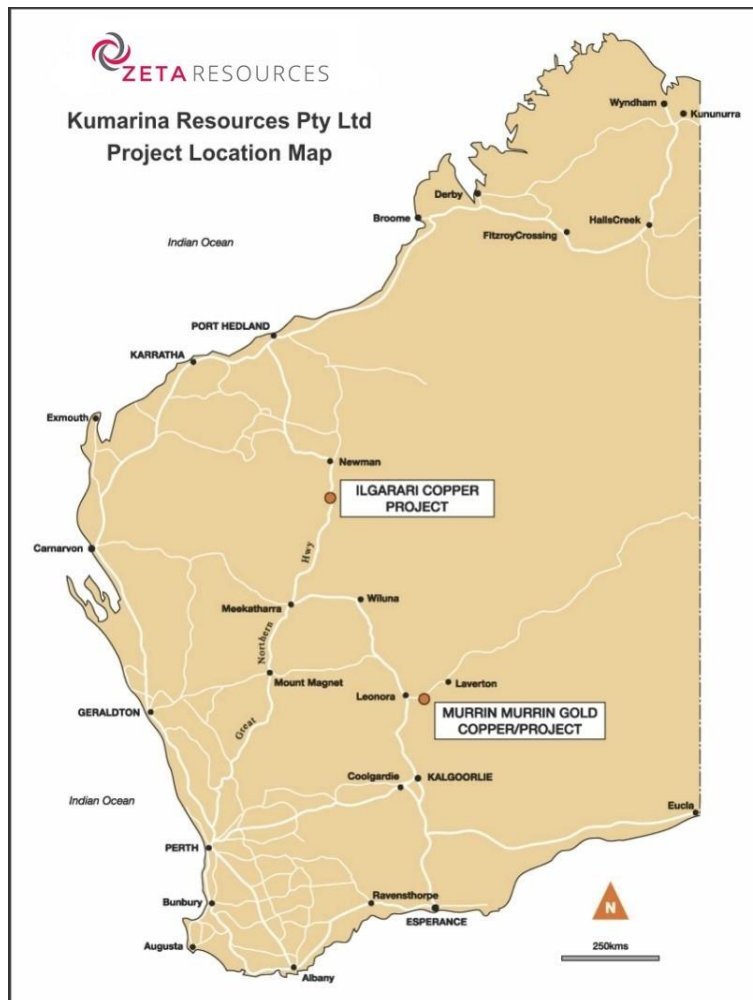 ZETA RESOURCES
Kumarina Resources Pty Ltd
Project Location Map
Wyndham
Kununurra
Derby
Broome
HallsCreek
FitzroyCrossing
Indian Ocean
PORT HEDLAND
KARRATHA
Exmouth
Newman
ILGARARI COPPER
PROJECT
Carnarvon
Hwy
Wiluna
Meekatharra
Northern
Mount Magnet
Laverton
Leonora
GERALDTON
MURRIN MURRIN GOLD
COPPER/PROJECT
Great
Coolgardie
KALGOORLIE
Indian Ocean
Eucla
PERTH
Ravensthorpe
Bunbury
ESPERANCE
N
Augusta
250kms
Albany